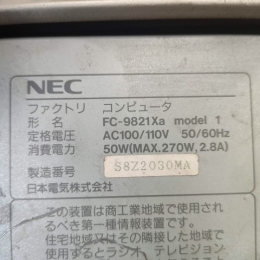 NEC
ファクトリ コンピュータ
形名 FC-9821Xa model 1
定格電圧 AC100/110V 50/60Hz
消費電力 50W(MAX.270W,2.8A)
製造番号 S8Z2030MA
日本電気株式会社
この装置は商工業地域で使用され
るべき第一種情報装置です。
住宅地域又はその隣接した地域で
使用するとラジオ、テレビジョン